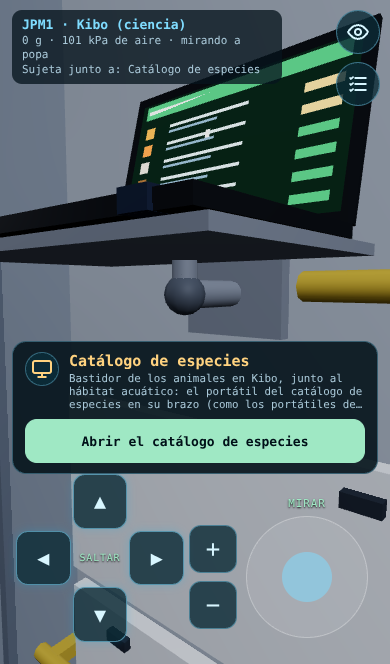 JPM1 · Kibo (ciencia)
0 g · 101 kPa de aire · mirando a
popa
Sujeta junto a: Catálogo de especies
Catálogo de especies
Bastidor de los animales en Kibo, junto al
hábitat acuático: el portátil del catálogo de
especies en su brazo (como los portátiles de…
Abrir el catálogo de especies
MIRAR
SALTAR